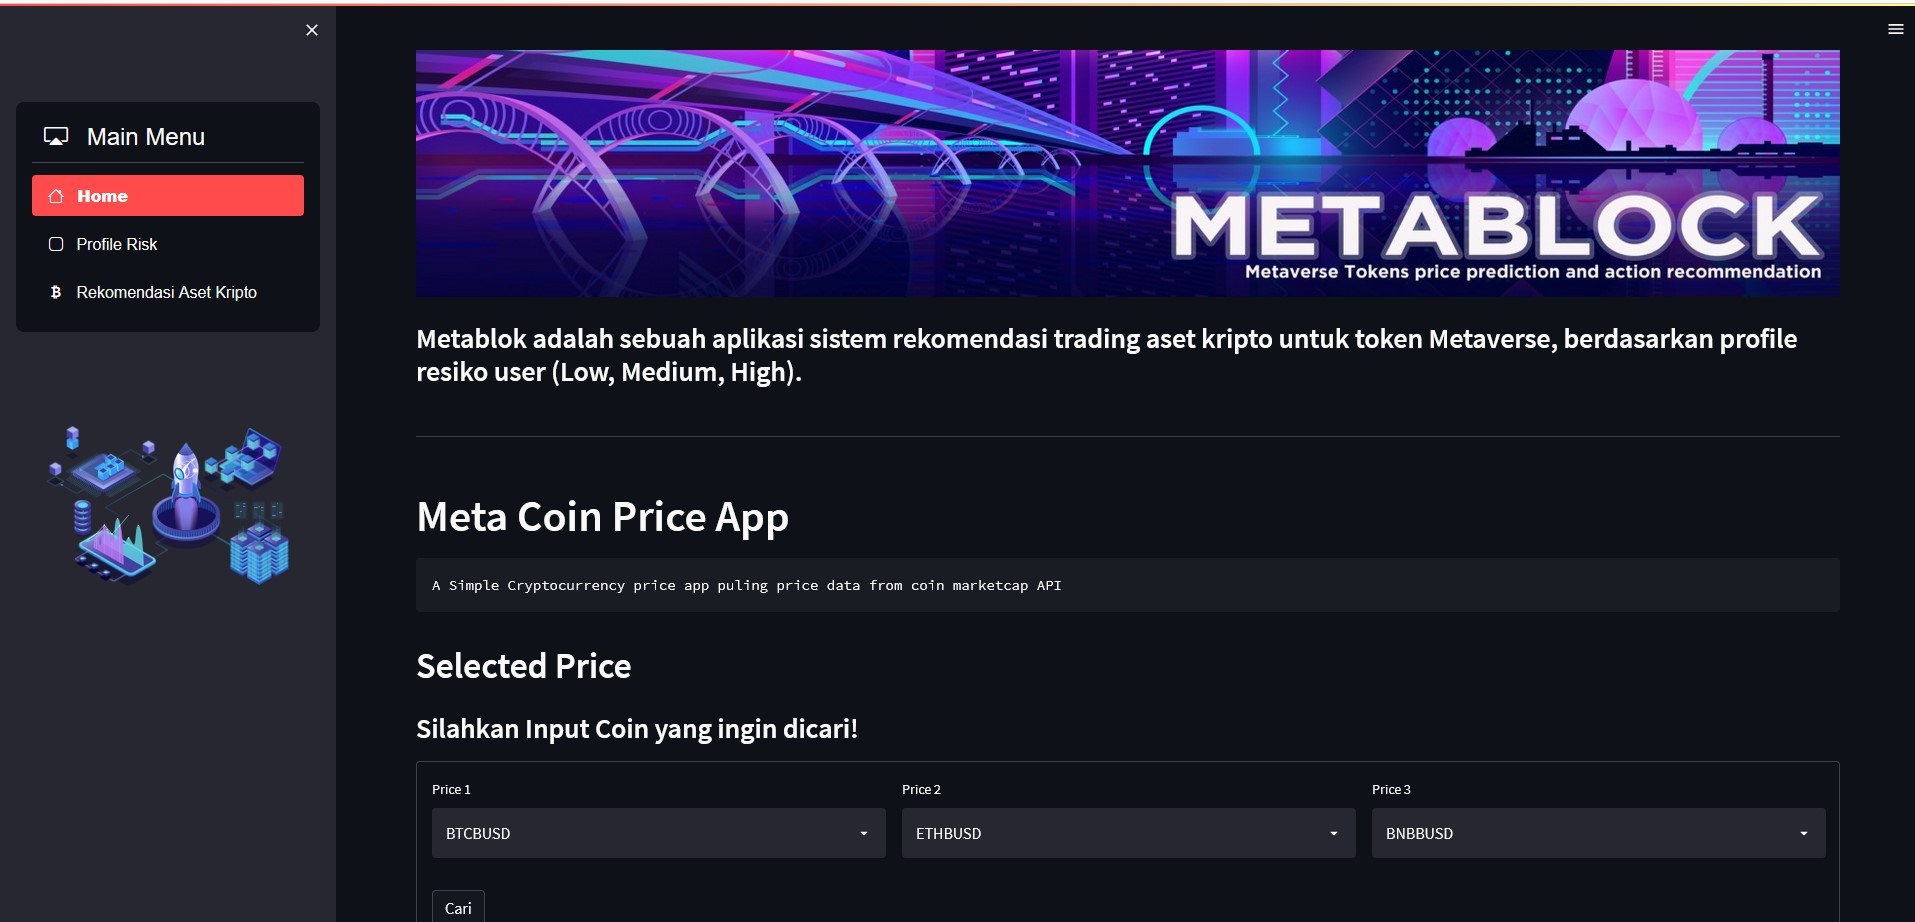 Main Menu
Home
Profile Risk
Rekomendasi Aset Kripto
METABLOCK
Metaverse Tokens price prediction and action recommendation
Metablok adalah sebuah aplikasi sistem rekomendasi trading aset kripto untuk token Metaverse, berdasarkan profile
resiko user (Low, Medium, High).
Meta Coin Price App
A Simple Cryptocurrency price app puling price data from coin marketcap API
Selected Price
Silahkan Input Coin yang ingin dicari!
Price 1
Price 2
Price 3
BTCBUSD
ETHBUSD
BNBBUSD
Cari